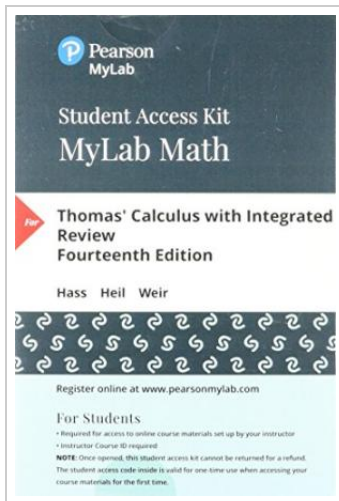 Pearson
MyLab
Student Access Kit
MyLab Math
For
Thomas' Calculus with Integrated
Review
Fourteenth Edition
Hass Heil Weir
Register online at www.pearsonmylab.com
For Students
• Required for access to online course materials set up by your instructor
• Instructor Course ID required
NOTE: Once opened, this student access kit cannot be returned for a refund.
The student access code inside is valid for one-time use when accessing your
course materials for the first time.